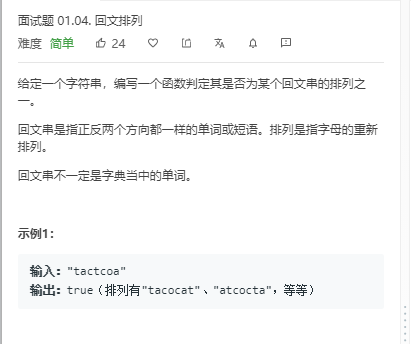 面试题 01.04. 回文排列
难度 简单 24
给定一个字符串，编写一个函数判定其是否为某个回文串的排列之
一。
回文串是指正反两个方向都一样的单词或短语。排列是指字母的重新
排列。
回文串不一定是字典当中的单词。
示例1：
输入："tactcoa"
输出：true（排列有"tacocat"、"atcocta"，等等）